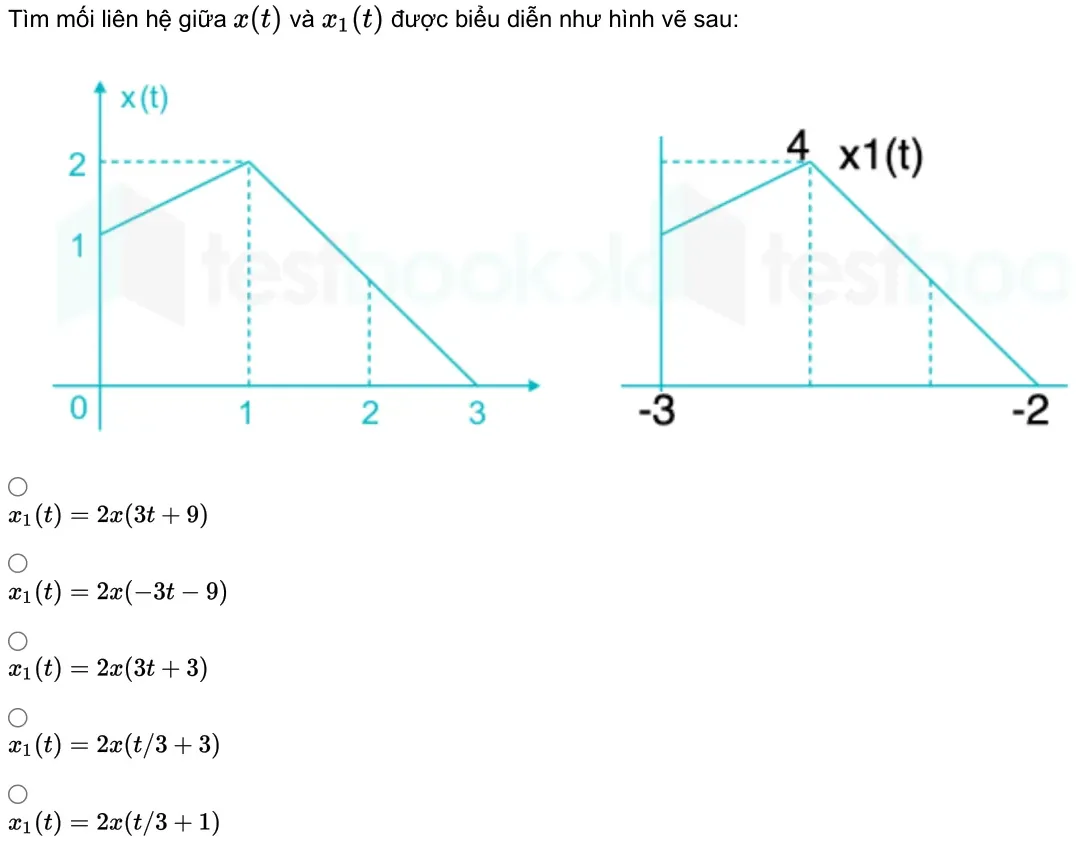 Tìm mối liên hệ giữa x(t) và x₁(t) được biểu diễn như hình vẽ sau:
x(t)
2
1
0
1
2
3
4
x1(t)
-3
-2
testbook
testboo
x₁(t) = 2x(3t + 9)
x₁(t) = 2x(−3t − 9)
x₁(t) = 2x(3t + 3)
x₁(t) = 2x(t/3 + 3)
x₁(t) = 2x(t/3 + 1)